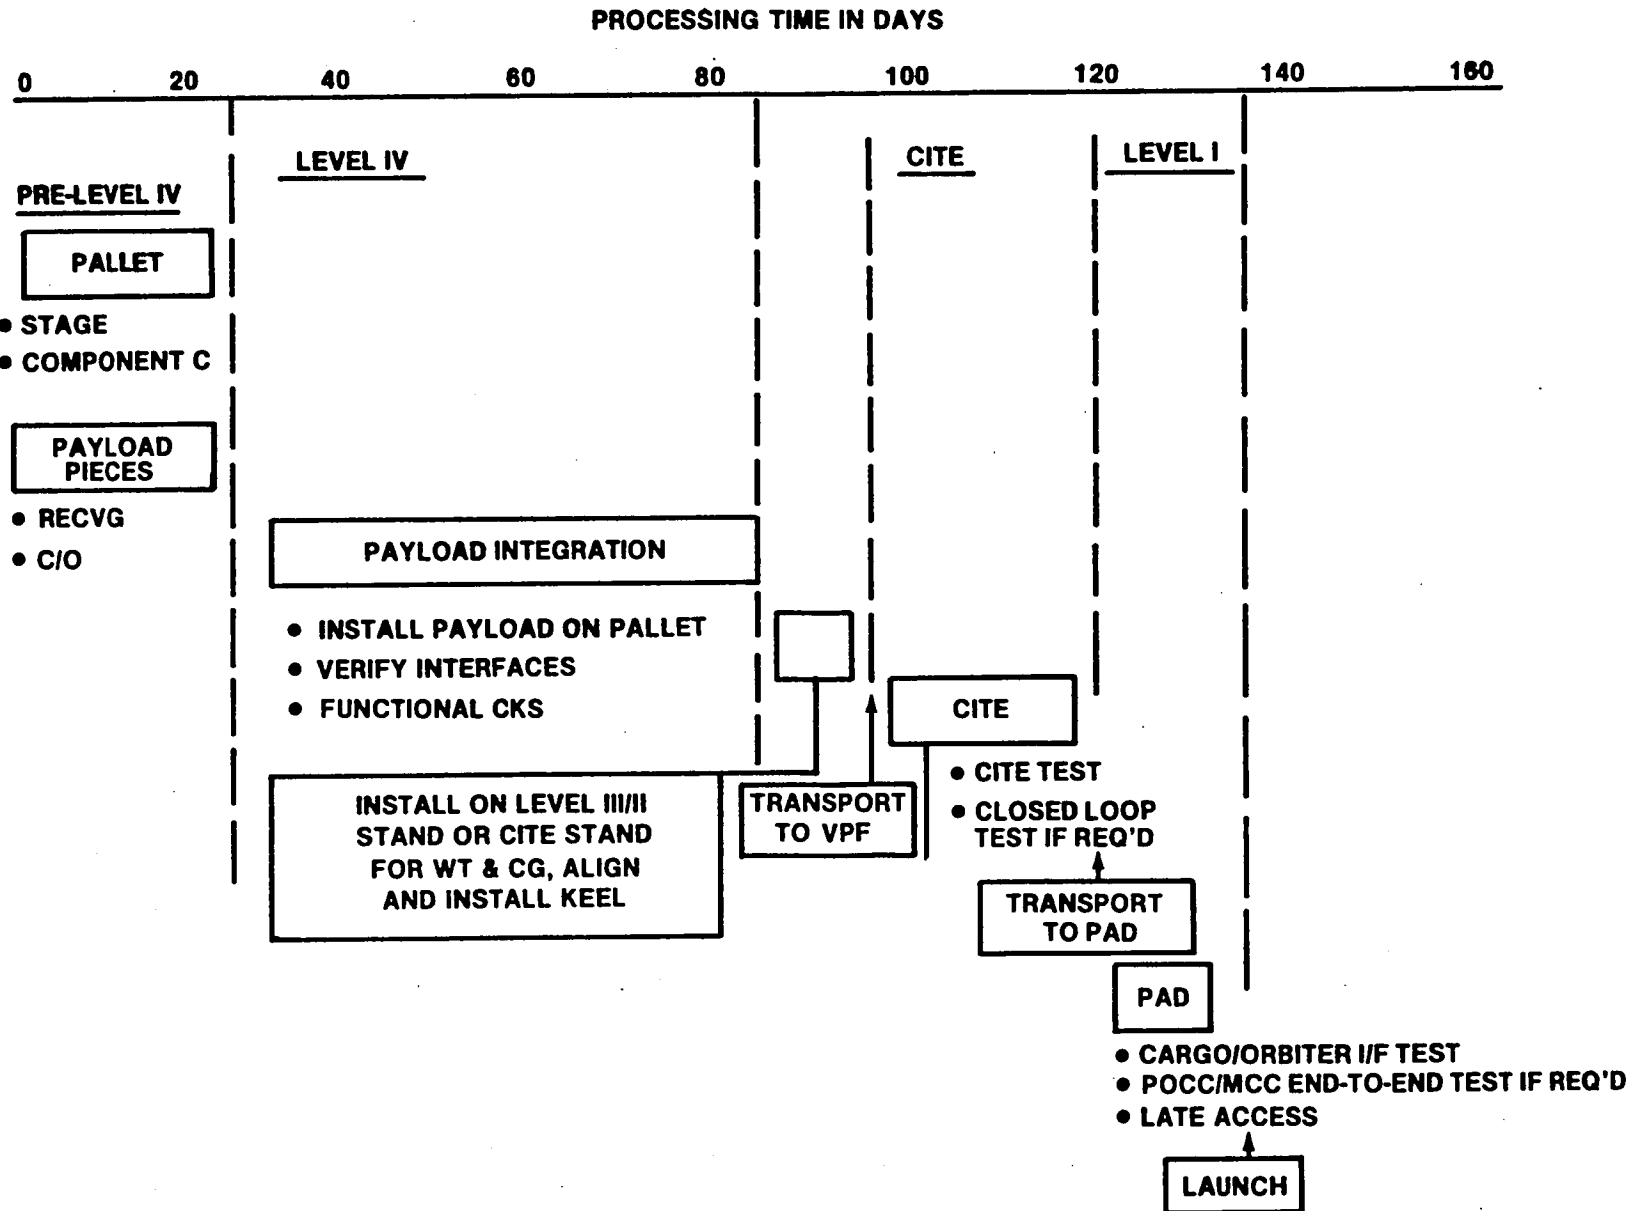 PROCESSING TIME IN DAYS
0 20 40 60 80 100 120 140 160
PRE-LEVEL IV
LEVEL IV
CITE
LEVEL I
PALLET
• STAGE
• COMPONENT C
PAYLOAD
PIECES
• RECVG
• C/O
PAYLOAD INTEGRATION
• INSTALL PAYLOAD ON PALLET
• VERIFY INTERFACES
• FUNCTIONAL CKS
INSTALL ON LEVEL III/II
STAND OR CITE STAND
FOR WT & CG, ALIGN
AND INSTALL KEEL
TRANSPORT
TO VPF
CITE
• CITE TEST
• CLOSED LOOP
TEST IF REQ'D
TRANSPORT
TO PAD
PAD
• CARGO/ORBITER I/F TEST
• POCC/MCC END-TO-END TEST IF REQ'D
• LATE ACCESS
LAUNCH